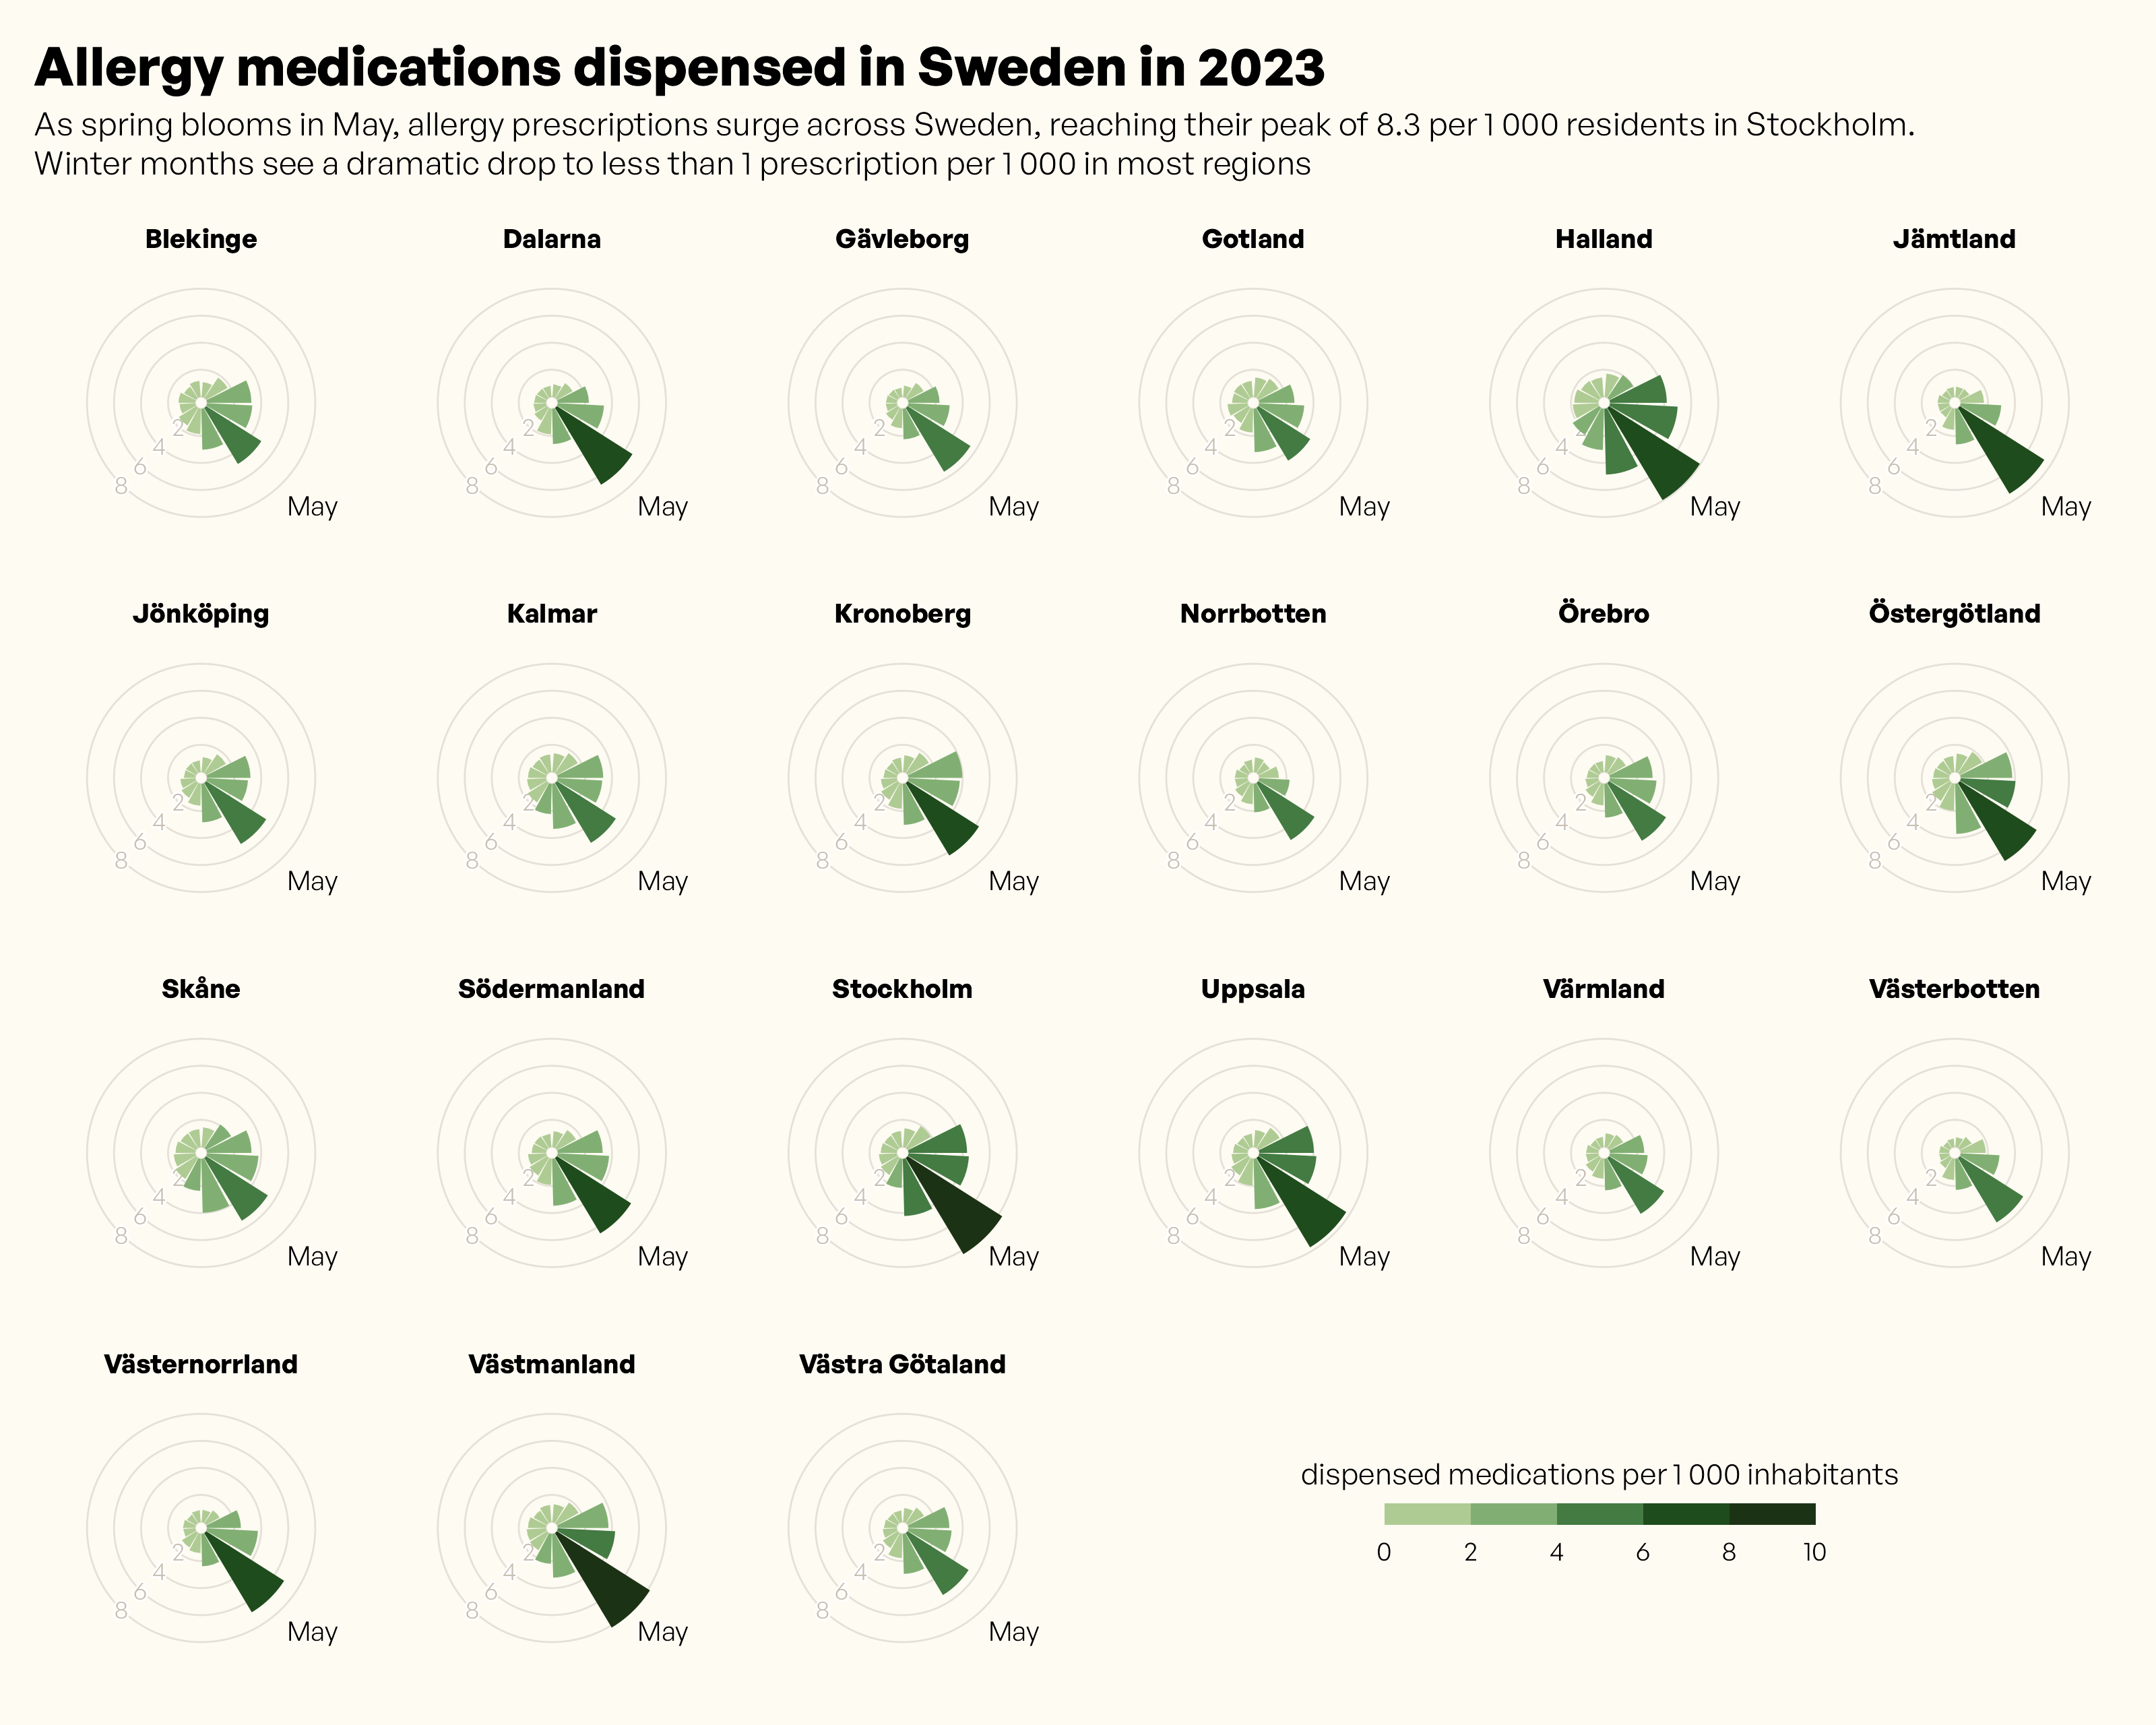 Allergy medications dispensed in Sweden in 2023
As spring blooms in May, allergy prescriptions surge across Sweden, reaching their peak of 8.3 per 1 000 residents in Stockholm.
Winter months see a dramatic drop to less than 1 prescription per 1 000 in most regions
Blekinge
2
4
6
8
May
Dalarna
2
4
6
8
May
Gävleborg
2
4
6
8
May
Gotland
2
4
6
8
May
Halland
2
4
6
8
May
Jämtland
2
4
6
8
May
Jönköping
2
4
6
8
May
Kalmar
2
4
6
8
May
Kronoberg
2
4
6
8
May
Norrbotten
2
4
6
8
May
Örebro
2
4
6
8
May
Östergötland
2
4
6
8
May
Skåne
2
4
6
8
May
Södermanland
2
4
6
8
May
Stockholm
2
4
6
8
May
Uppsala
2
4
6
8
May
Värmland
2
4
6
8
May
Västerbotten
2
4
6
8
May
Västernorrland
2
4
6
8
May
Västmanland
2
4
6
8
May
Västra Götaland
2
4
6
8
May
dispensed medications per 1 000 inhabitants
0 2 4 6 8 10